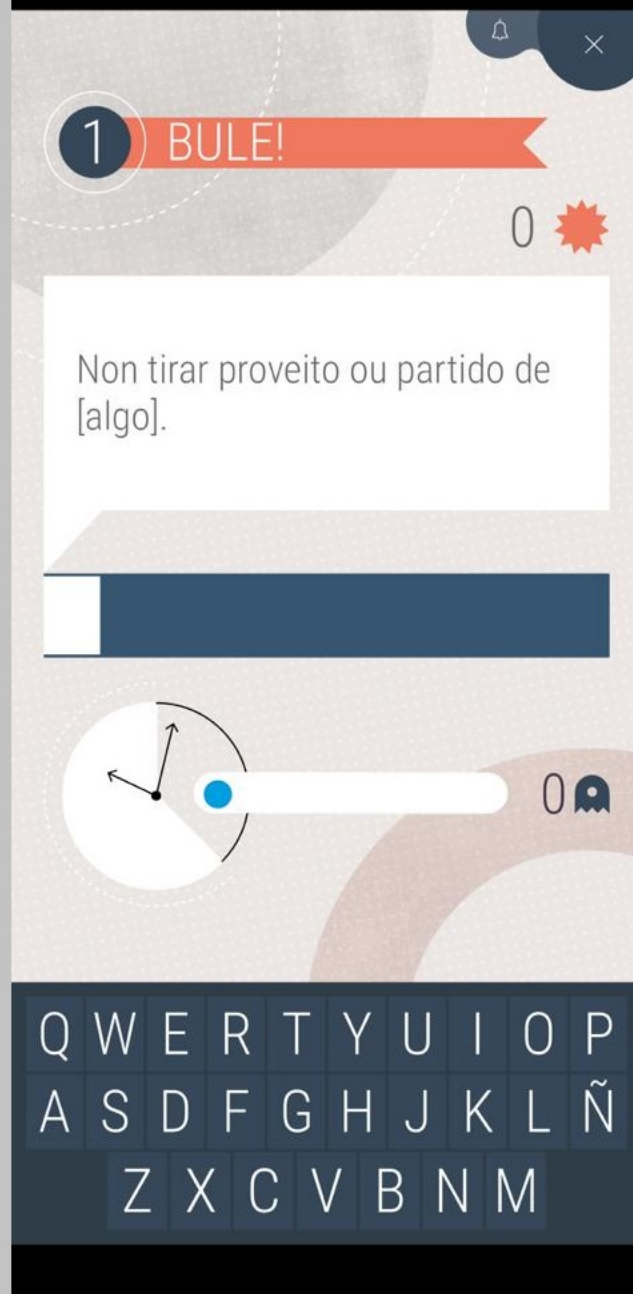 1 BULE!
0
Non tirar proveito ou partido de
[algo].
0
Q W E R T Y U I O P
A S D F G H J K L Ñ
Z X C V B N M